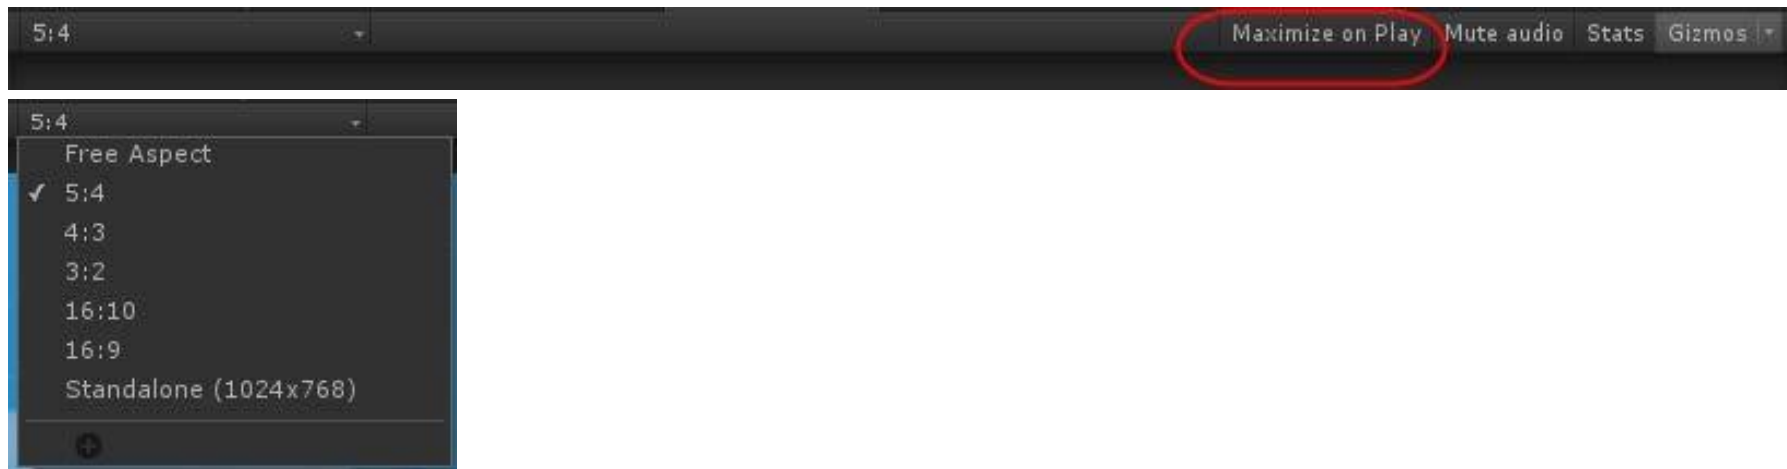 5:4 Maximize on Play Mute audio Stats Gizmos
5:4
Free Aspect
5:4
4:3
3:2
16:10
16:9
Standalone (1024x768)